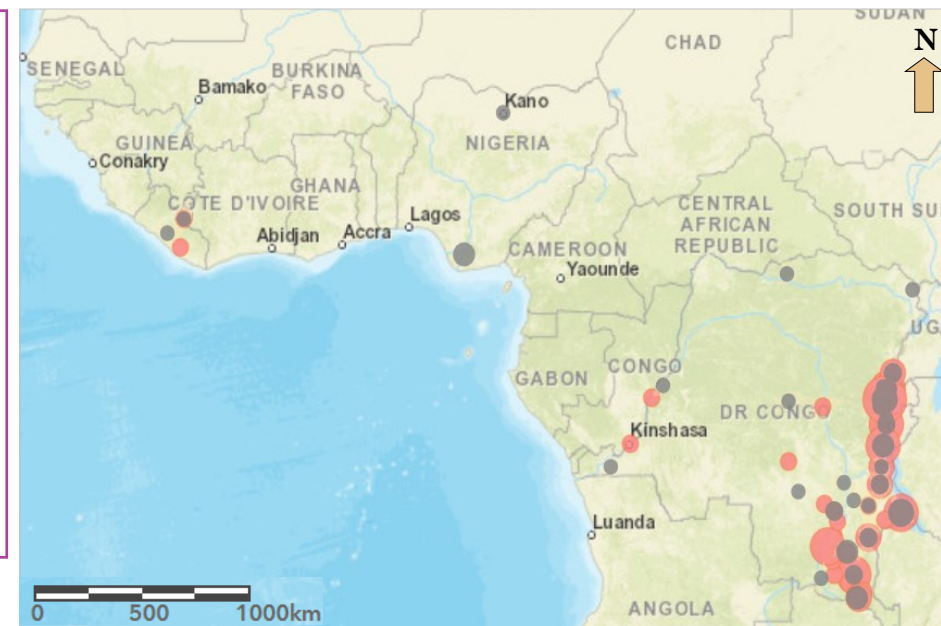 SUDAN
N
CHAD
SENEGAL
BURKINA
FASO
Bamako
Kano
GUINEA
NIGERIA
Conakry
GHANA
COTE D'IVOIRE
CENTRAL
AFRICAN
REPUBLIC
SOUTH SU
Lagos
Abidjan
Accra
CAMEROON
Yaounde
UG
GABON
CONGO
DR CONGO
Kinshasa
Luanda
ANGOLA
0 500 1000km